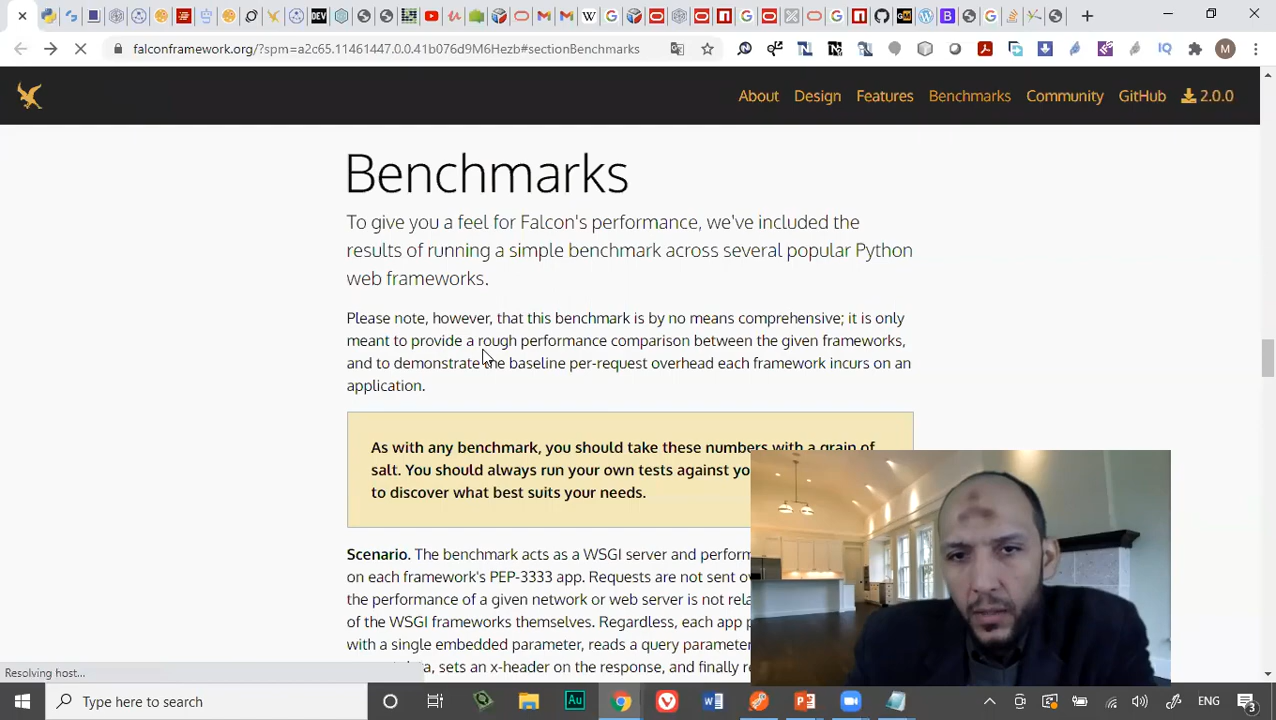 falconframework.org/?spm=a2c65.11461447.0.0.41b076d9M6Hezb#sectionBenchmarks
About Design Features Benchmarks Community GitHub 2.0.0
Benchmarks
To give you a feel for Falcon's performance, we've included the
results of running a simple benchmark across several popular Python
web frameworks.
Please note, however, that this benchmark is by no means comprehensive; it is only
meant to provide a rough performance comparison between the given frameworks,
and to demonstrate the baseline per-request overhead each framework incurs on an
application.
As with any benchmark, you should take these numbers with a grain of
salt. You should always run your own tests against yo
to discover what best suits your needs.
Scenario. The benchmark acts as a WSGI server and perform
on each framework's PEP-3333 app. Requests are not sent ov
the performance of a given network or web server is not rela
of the WSGI frameworks themselves. Regardless, each app p
with a single embedded parameter, reads a query parameter
data, sets an x-header on the response, and finally re
Resolving host...
Type here to search
ENG